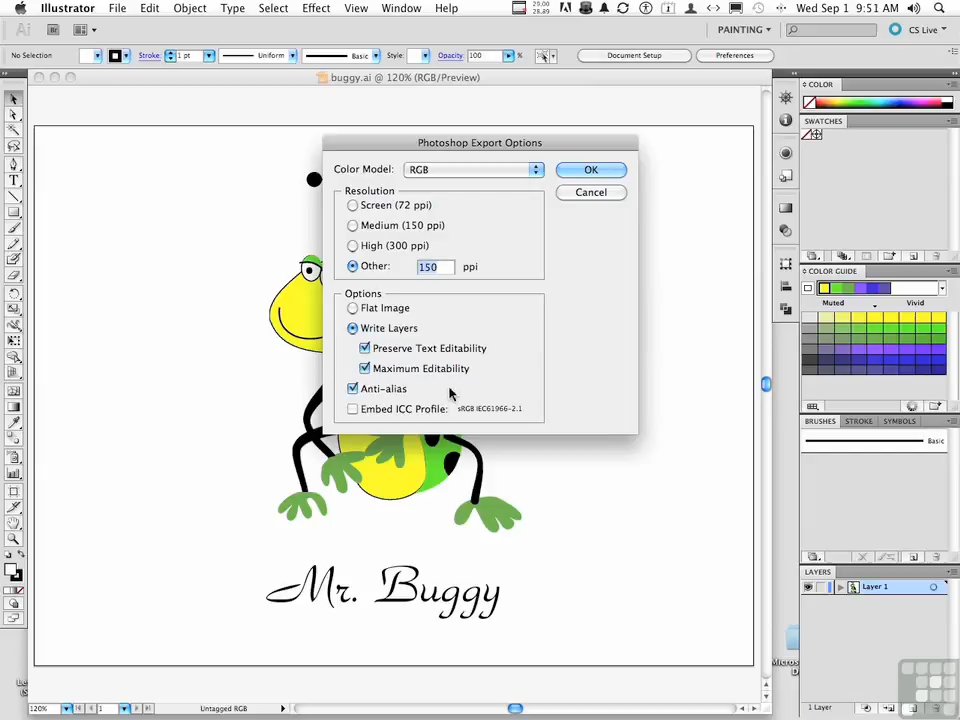 Illustrator File Edit Object Type Select Effect View Window Help
Wed Sep 1 9:51 AM
Ai Br PAINTING CS Live
No Selection Stroke: 1 pt Uniform Basic Style: Opacity: 100 Document Setup Preferences
buggy.ai @ 120% (RGB/Preview)
COLOR
SWATCHES
Photoshop Export Options
Color Model: RGB OK
Cancel
Resolution
Screen (72 ppi)
Medium (150 ppi)
High (300 ppi)
Other: 150 ppi
Options
Flat Image
Write Layers
Preserve Text Editability
Maximum Editability
Anti-alias
Embed ICC Profile: sRGB IEC61966-2.1
COLOR GUIDE
Muted Vivid
BRUSHES STROKE SYMBOLS
Basic
Mr. Buggy
LAYERS
Layer 1
120% 1 Untagged RGB
1 Layer